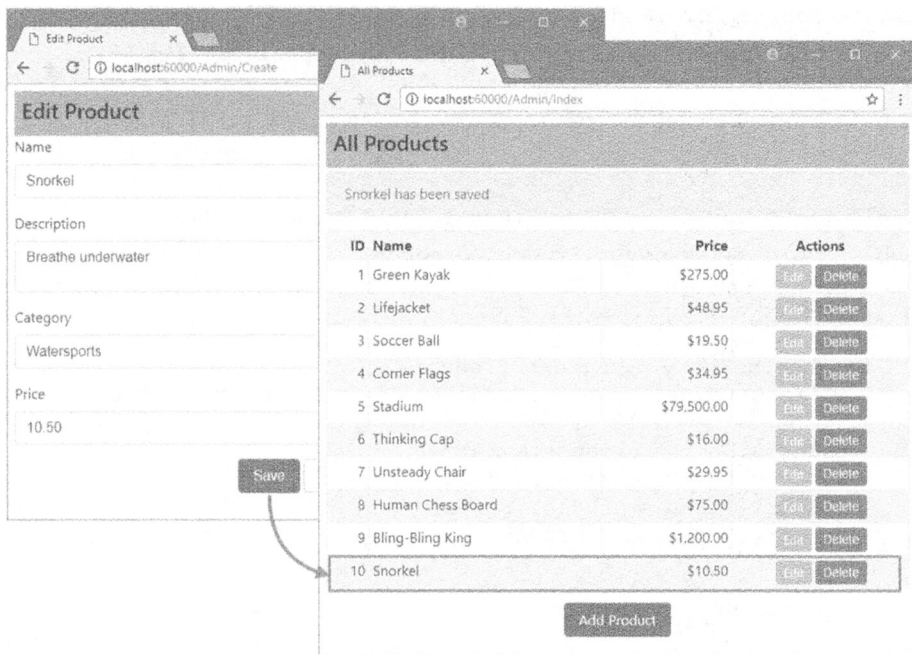 Edit Product
localhost:60000/Admin/Create
Edit Product
Name
Snorkel
Description
Breathe underwater
Category
Watersports
Price
10.50
Save
All Products
localhost:60000/Admin/Index
All Products
Snorkel has been saved
ID Name Price Actions
1 Green Kayak $275.00 Edit Delete
2 Lifejacket $48.95 Edit Delete
3 Soccer Ball $19.50 Edit Delete
4 Corner Flags $34.95 Edit Delete
5 Stadium $79,500.00 Edit Delete
6 Thinking Cap $16.00 Edit Delete
7 Unsteady Chair $29.95 Edit Delete
8 Human Chess Board $75.00 Edit Delete
9 Bling-Bling King $1,200.00 Edit Delete
10 Snorkel $10.50 Edit Delete
Add Product